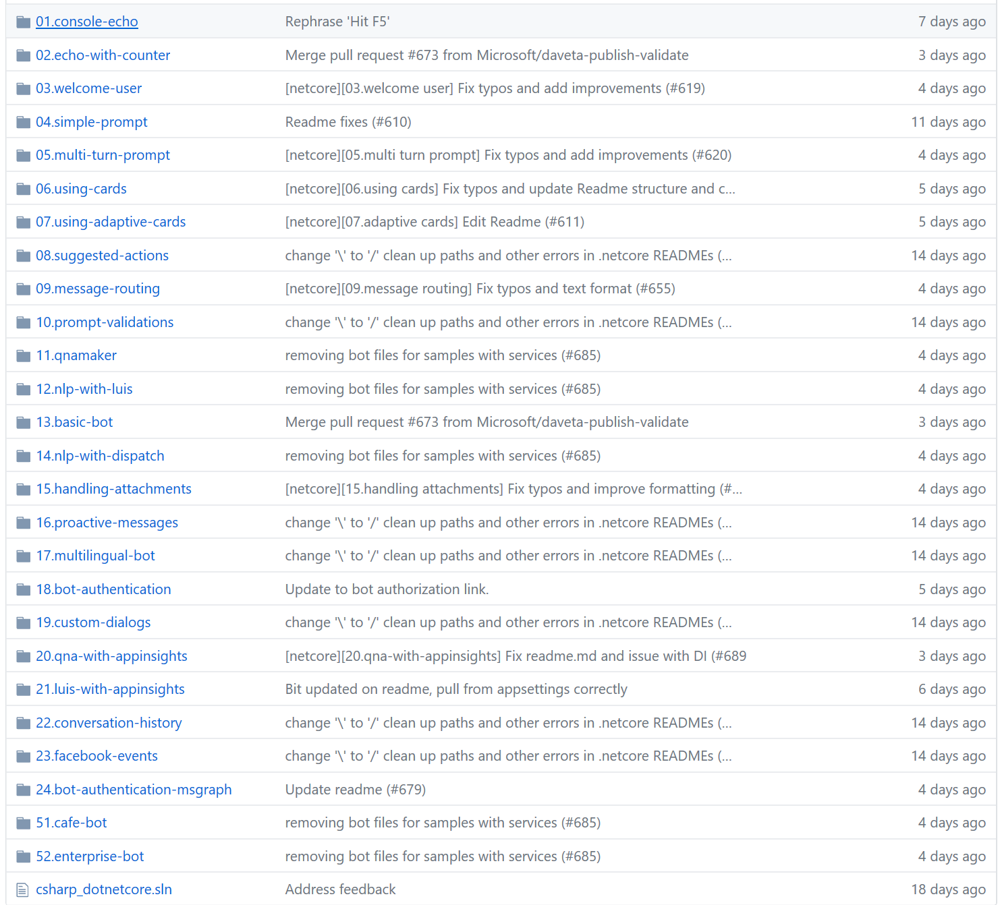 01.console-echo Rephrase 'Hit F5' 7 days ago
02.echo-with-counter Merge pull request #673 from Microsoft/daveta-publish-validate 3 days ago
03.welcome-user [netcore][03.welcome user] Fix typos and add improvements (#619) 4 days ago
04.simple-prompt Readme fixes (#610) 11 days ago
05.multi-turn-prompt [netcore][05.multi turn prompt] Fix typos and add improvements (#620) 4 days ago
06.using-cards [netcore][06.using cards] Fix typos and update Readme structure and c... 5 days ago
07.using-adaptive-cards [netcore][07.adaptive cards] Edit Readme (#611) 5 days ago
08.suggested-actions change '\' to '/' clean up paths and other errors in .netcore READMEs (... 14 days ago
09.message-routing [netcore][09.message routing] Fix typos and text format (#655) 4 days ago
10.prompt-validations change '\' to '/' clean up paths and other errors in .netcore READMEs (... 14 days ago
11.qnamaker removing bot files for samples with services (#685) 4 days ago
12.nlp-with-luis removing bot files for samples with services (#685) 4 days ago
13.basic-bot Merge pull request #673 from Microsoft/daveta-publish-validate 3 days ago
14.nlp-with-dispatch removing bot files for samples with services (#685) 4 days ago
15.handling-attachments [netcore][15.handling attachments] Fix typos and improve formatting (#... 4 days ago
16.proactive-messages change '\' to '/' clean up paths and other errors in .netcore READMEs (... 14 days ago
17.multilingual-bot change '\' to '/' clean up paths and other errors in .netcore READMEs (... 14 days ago
18.bot-authentication Update to bot authorization link. 5 days ago
19.custom-dialogs change '\' to '/' clean up paths and other errors in .netcore READMEs (... 14 days ago
20.qna-with-appinsights [netcore][20.qna-with-appinsights] Fix readme.md and issue with DI (#689 3 days ago
21.luis-with-appinsights Bit updated on readme, pull from appsettings correctly 6 days ago
22.conversation-history change '\' to '/' clean up paths and other errors in .netcore READMEs (... 14 days ago
23.facebook-events change '\' to '/' clean up paths and other errors in .netcore READMEs (... 14 days ago
24.bot-authentication-msgraph Update readme (#679) 4 days ago
51.cafe-bot removing bot files for samples with services (#685) 4 days ago
52.enterprise-bot removing bot files for samples with services (#685) 4 days ago
csharp_dotnetcore.sln Address feedback 18 days ago